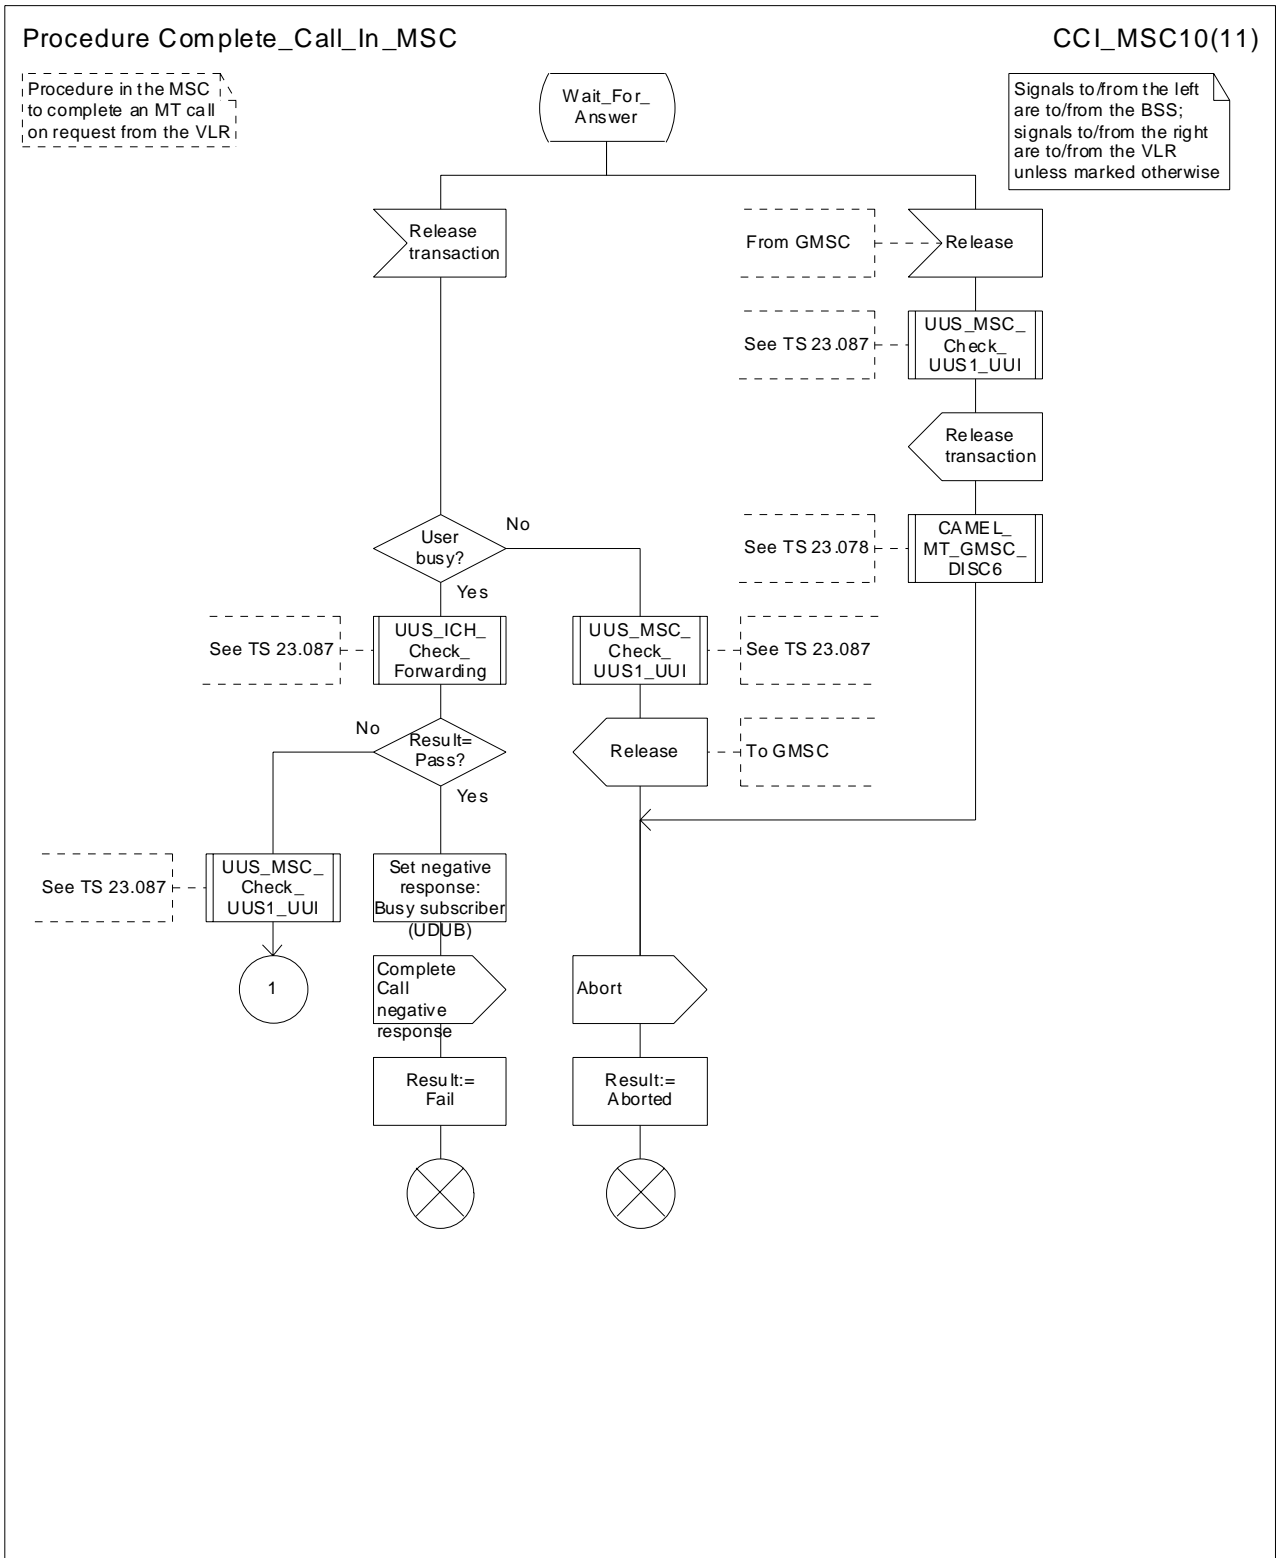 Procedure Complete_Call_In_MSC
CCI_MSC10(11)
Procedure in the MSC
to complete an MT call
on request from the VLR
Wait_For_
Answer
Signals to/from the left
are to/from the BSS;
signals to/from the right
are to/from the VLR
unless marked otherwise
Release
transaction
From GMSC
Release
See TS 23.087
UUS_MSC_
Check_
UUS1_UUI
Release
transaction
User
busy?
No
Yes
See TS 23.078
CAMEL_
MT_GMSC_
DISC6
See TS 23.087
UUS_ICH_
Check_
Forwarding
UUS_MSC_
Check_
UUS1_UUI
See TS 23.087
No
Result=
Pass?
Yes
Release
To GMSC
See TS 23.087
UUS_MSC_
Check_
UUS1_UUI
Set negative
response:
Busy subscriber
(UDUB)
1
Complete
Call
negative
response
Abort
Result:=
Fail
Result:=
Aborted